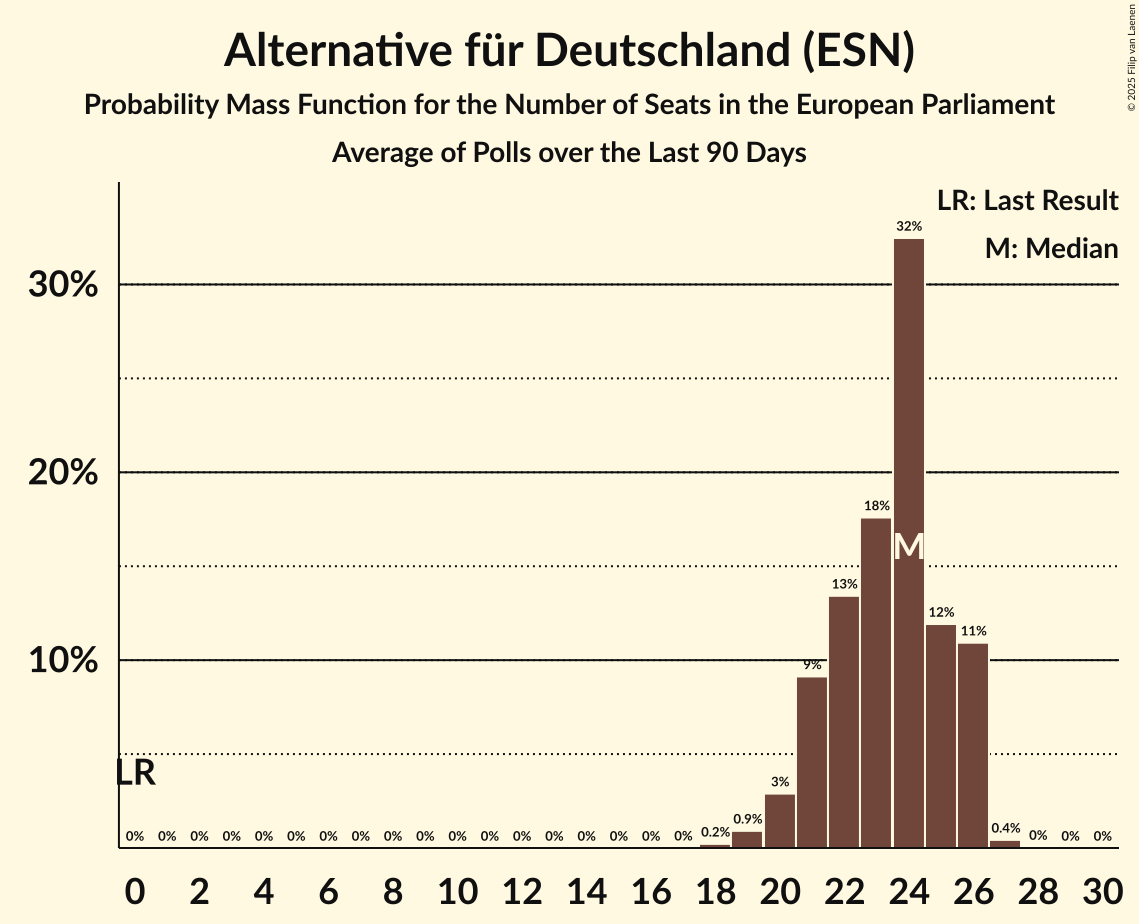 Alternative für Deutschland (ESN)
Probability Mass Function for the Number of Seats in the European Parliament
Average of Polls over the Last 90 Days
© 2025 Filip van Laenen
LR: Last Result
M: Median
32%
30%
20%
18%
M
13%
12%
11%
10%
9%
LR
3%
0% 0% 0% 0% 0% 0% 0% 0% 0% 0% 0% 0% 0% 0% 0% 0% 0% 0% 0.2% 0.9% 0.4% 0% 0% 0%
0 2 4 6 8 10 12 14 16 18 20 22 24 26 28 30